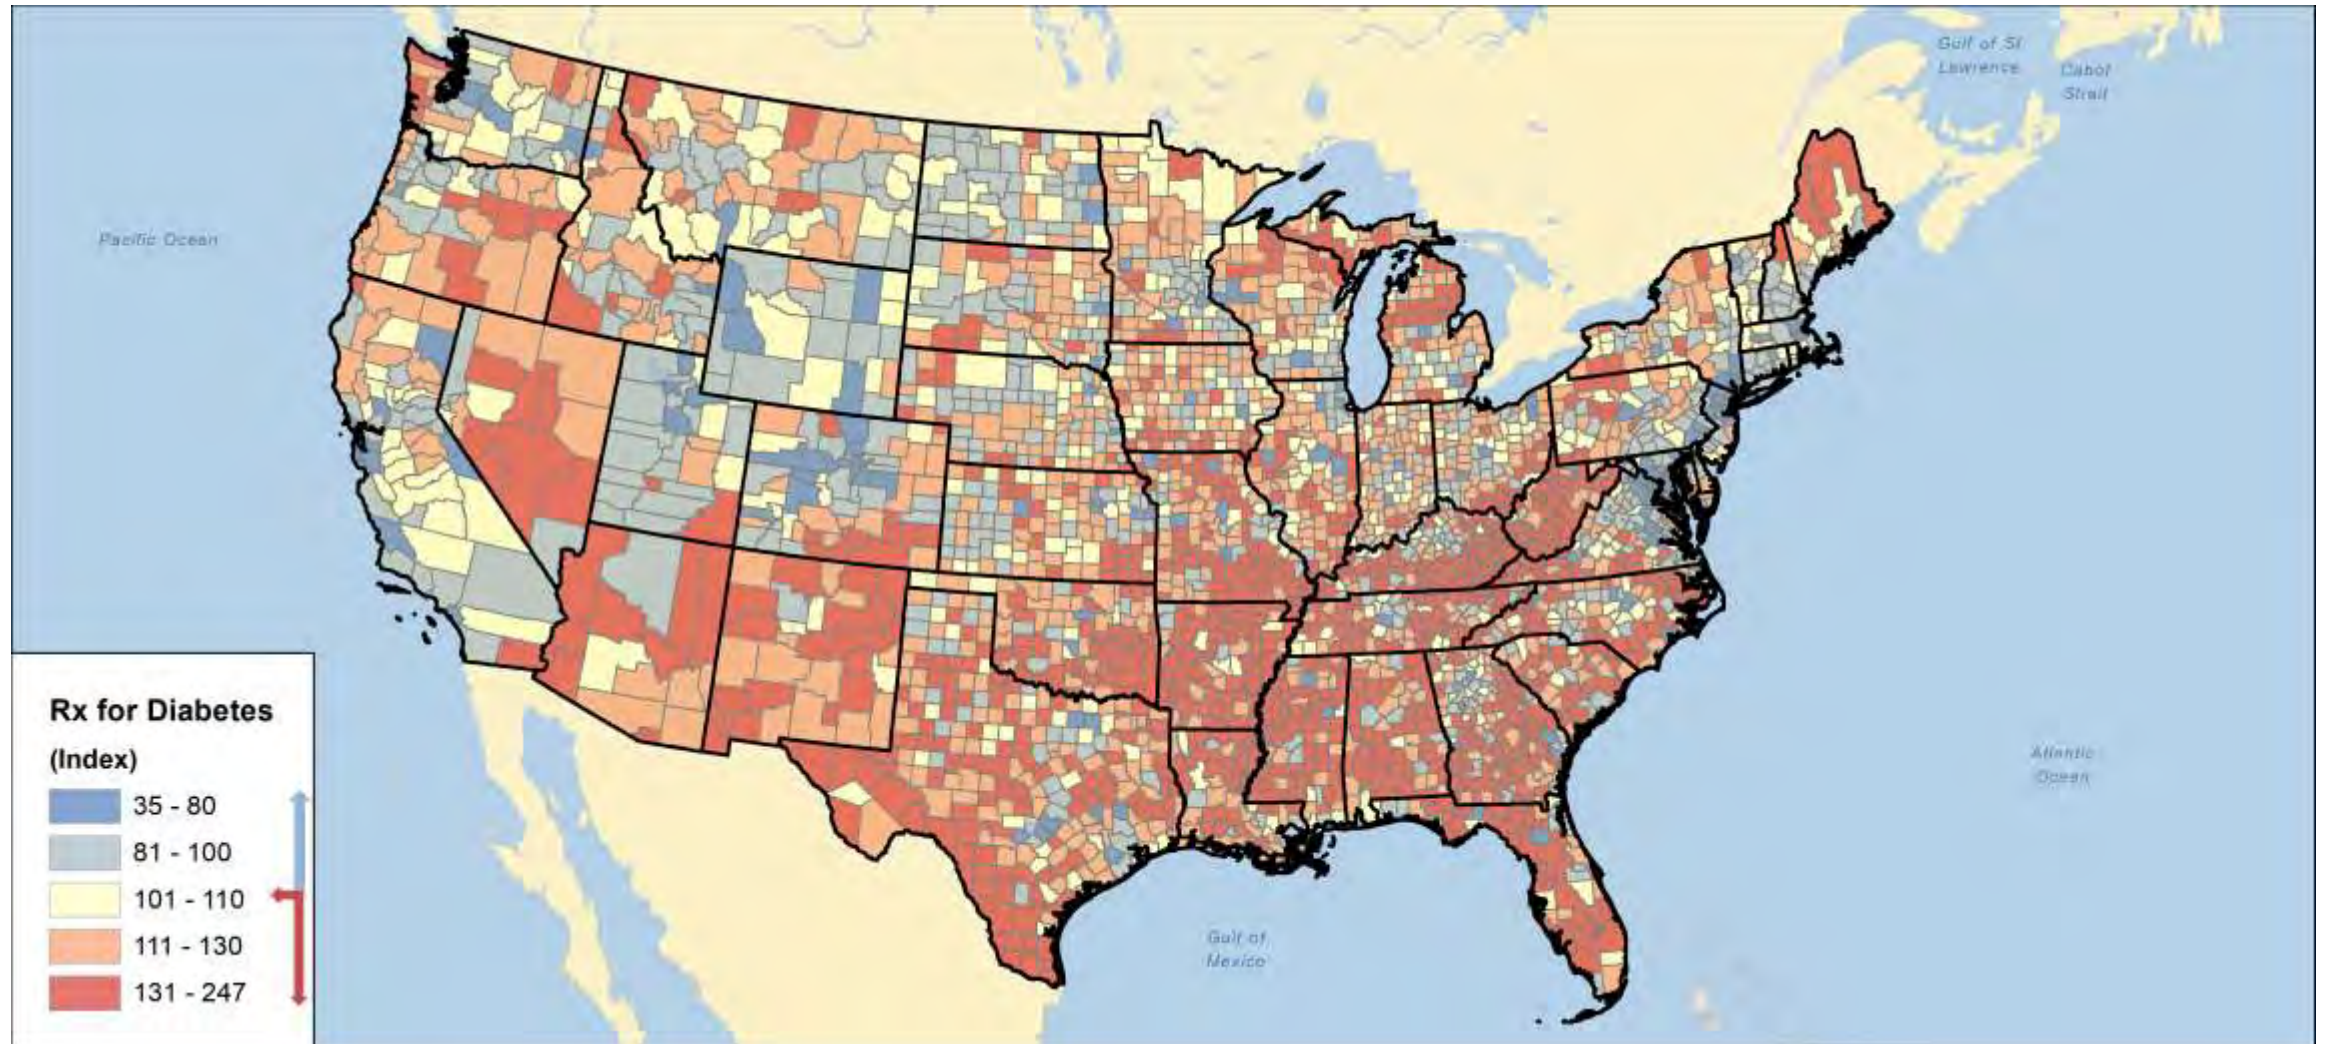 Gulf of St
Lawrence
Cabot
Strait
Pacific Ocean
Rx for Diabetes
(Index)
35 - 80
81 - 100
101 - 110
111 - 130
131 - 247
Atlantic
Ocean
Gulf of
Mexico